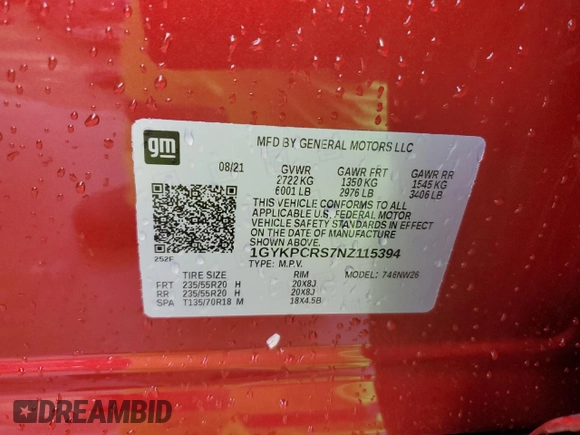 gm
MFD BY GENERAL MOTORS LLC
08/21 GVWR GAWR FRT GAWR RR
2722 KG 1350 KG 1545 KG
6001 LB 2976 LB 3406 LB
THIS VEHICLE CONFORMS TO ALL
APPLICABLE U.S. FEDERAL MOTOR
VEHICLE SAFETY STANDARDS IN EFFECT
ON THE DATE OF MANUFACTURE
SHOWN ABOVE.
1GYKPCRS7NZ115394
252F
TYPE: M.P.V. MODEL: 746NW26
TIRE SIZE RIM
FRT 235/55R20 H 20X8J
RR 235/55R20 H 20X8J
SPA T135/70R18 M 18X4.5B
DREAMBID